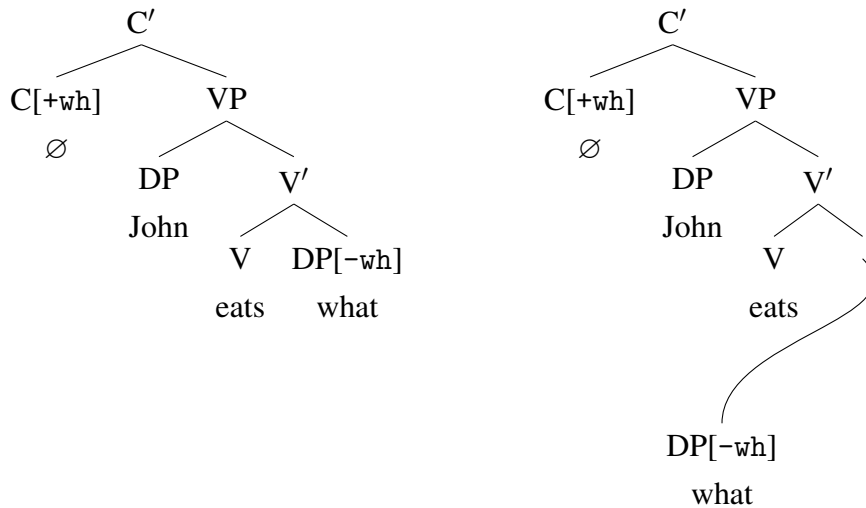 C′ C′
C[+wh] VP C[+wh] VP
∅ DP V′ ∅ DP V′
John John
V DP[-wh] V
eats what eats
DP[-wh]
what